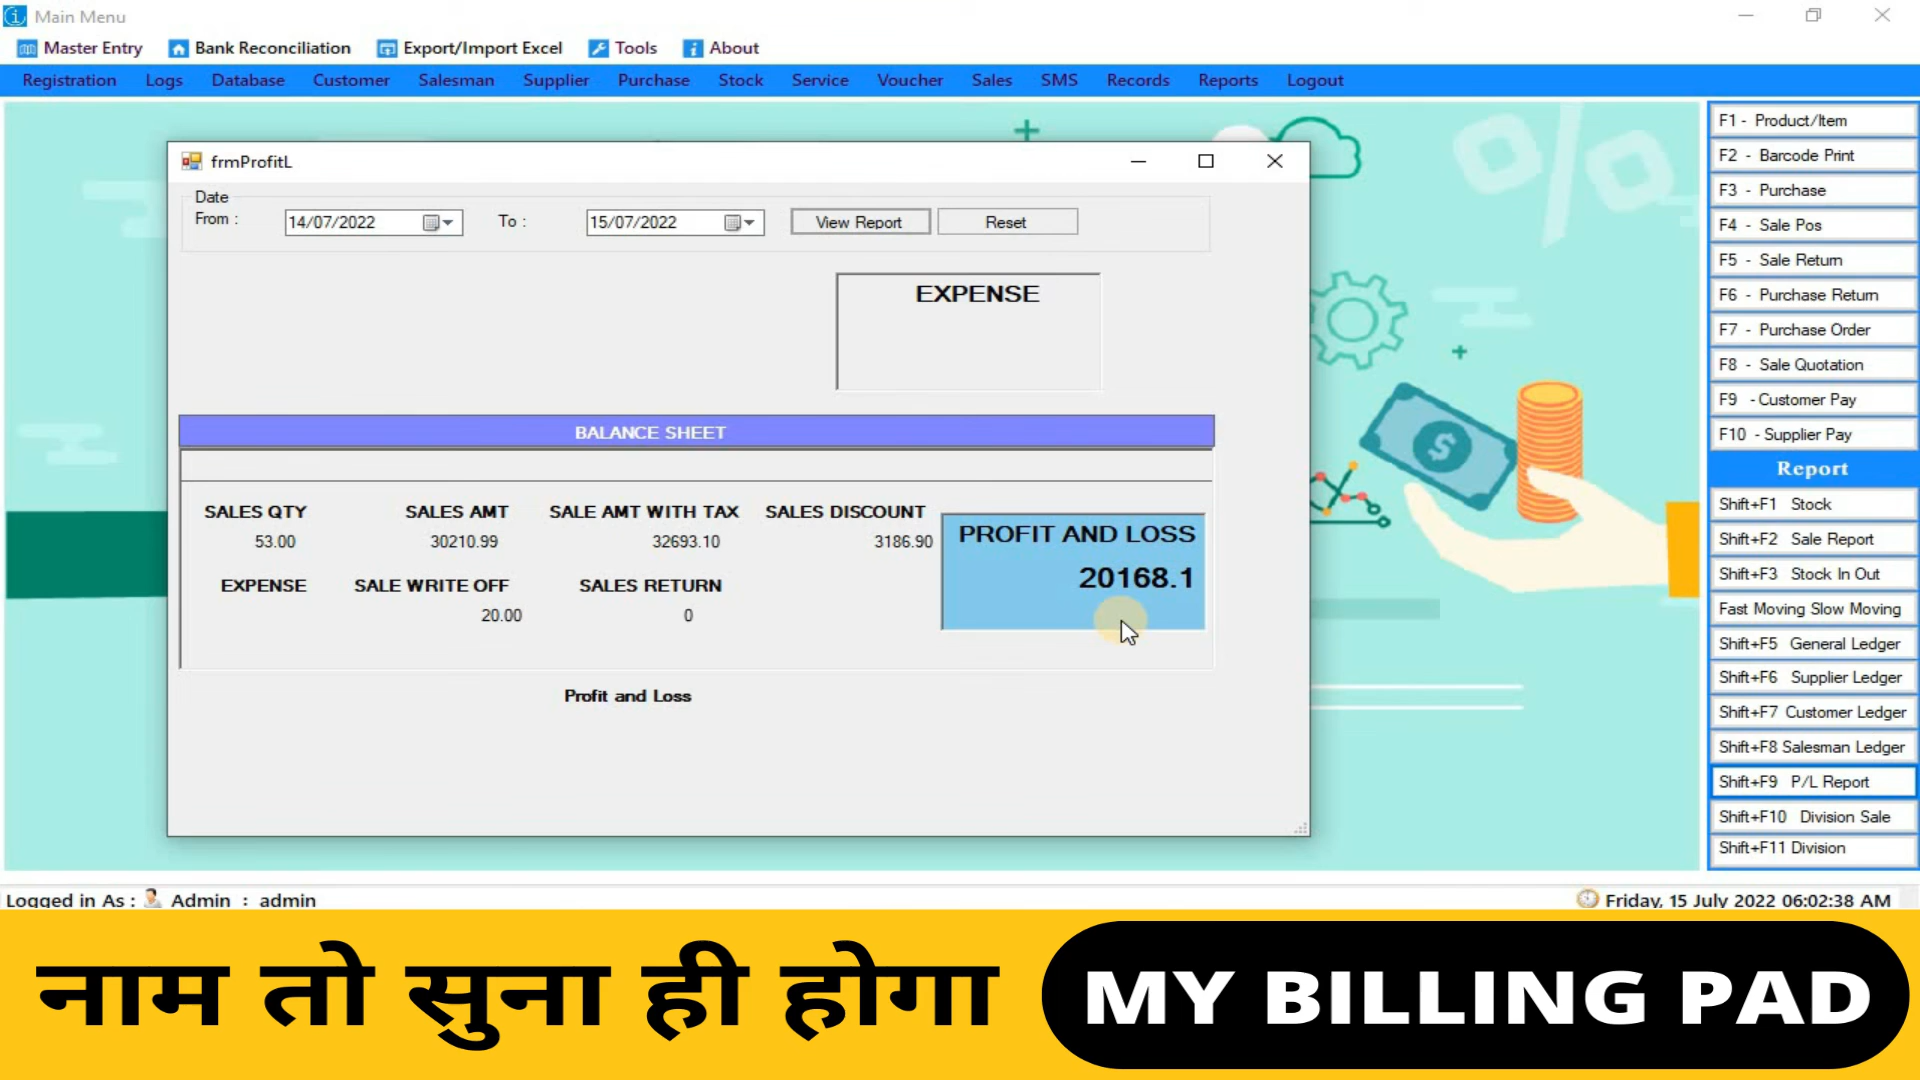 Main Menu
Master Entry Bank Reconciliation Export/Import Excel Tools About
Registration Logs Database Customer Salesman Supplier Purchase Stock Service Voucher Sales SMS Records Reports Logout
frmProfitL
Date
From : 14/07/2022 To : 15/07/2022 View Report Reset
EXPENSE
BALANCE SHEET
SALES QTY SALES AMT SALE AMT WITH TAX SALES DISCOUNT
53.00 30210.99 32693.10 3186.90
EXPENSE SALE WRITE OFF SALES RETURN
20.00 0
PROFIT AND LOSS
20168.1
Profit and Loss
F1 - Product/Item
F2 - Barcode Print
F3 - Purchase
F4 - Sale Pos
F5 - Sale Return
F6 - Purchase Return
F7 - Purchase Order
F8 - Sale Quotation
F9 - Customer Pay
F10 - Supplier Pay
Report
Shift+F1 Stock
Shift+F2 Sale Report
Shift+F3 Stock In Out
Fast Moving Slow Moving
Shift+F5 General Ledger
Shift+F6 Supplier Ledger
Shift+F7 Customer Ledger
Shift+F8 Salesman Ledger
Shift+F9 P/L Report
Shift+F10 Division Sale
Shift+F11 Division
Logged in As : Admin : admin
Friday, 15 July 2022 06:02:38 AM
नाम तो सुना ही होगा MY BILLING PAD